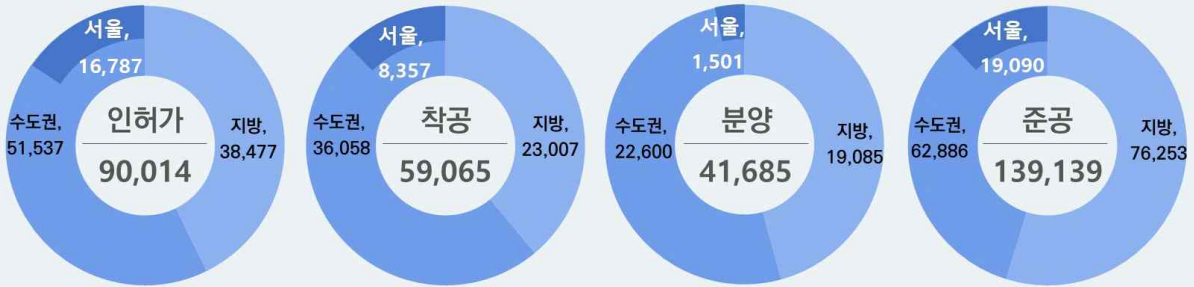 서울,
16,787
수도권,
51,537
인허가
90,014
지방,
38,477
서울,
8,357
수도권,
36,058
착공
59,065
지방,
23,007
서울,
1,501
수도권,
22,600
분양
41,685
지방,
19,085
서울,
19,090
수도권,
62,886
준공
139,139
지방,
76,253